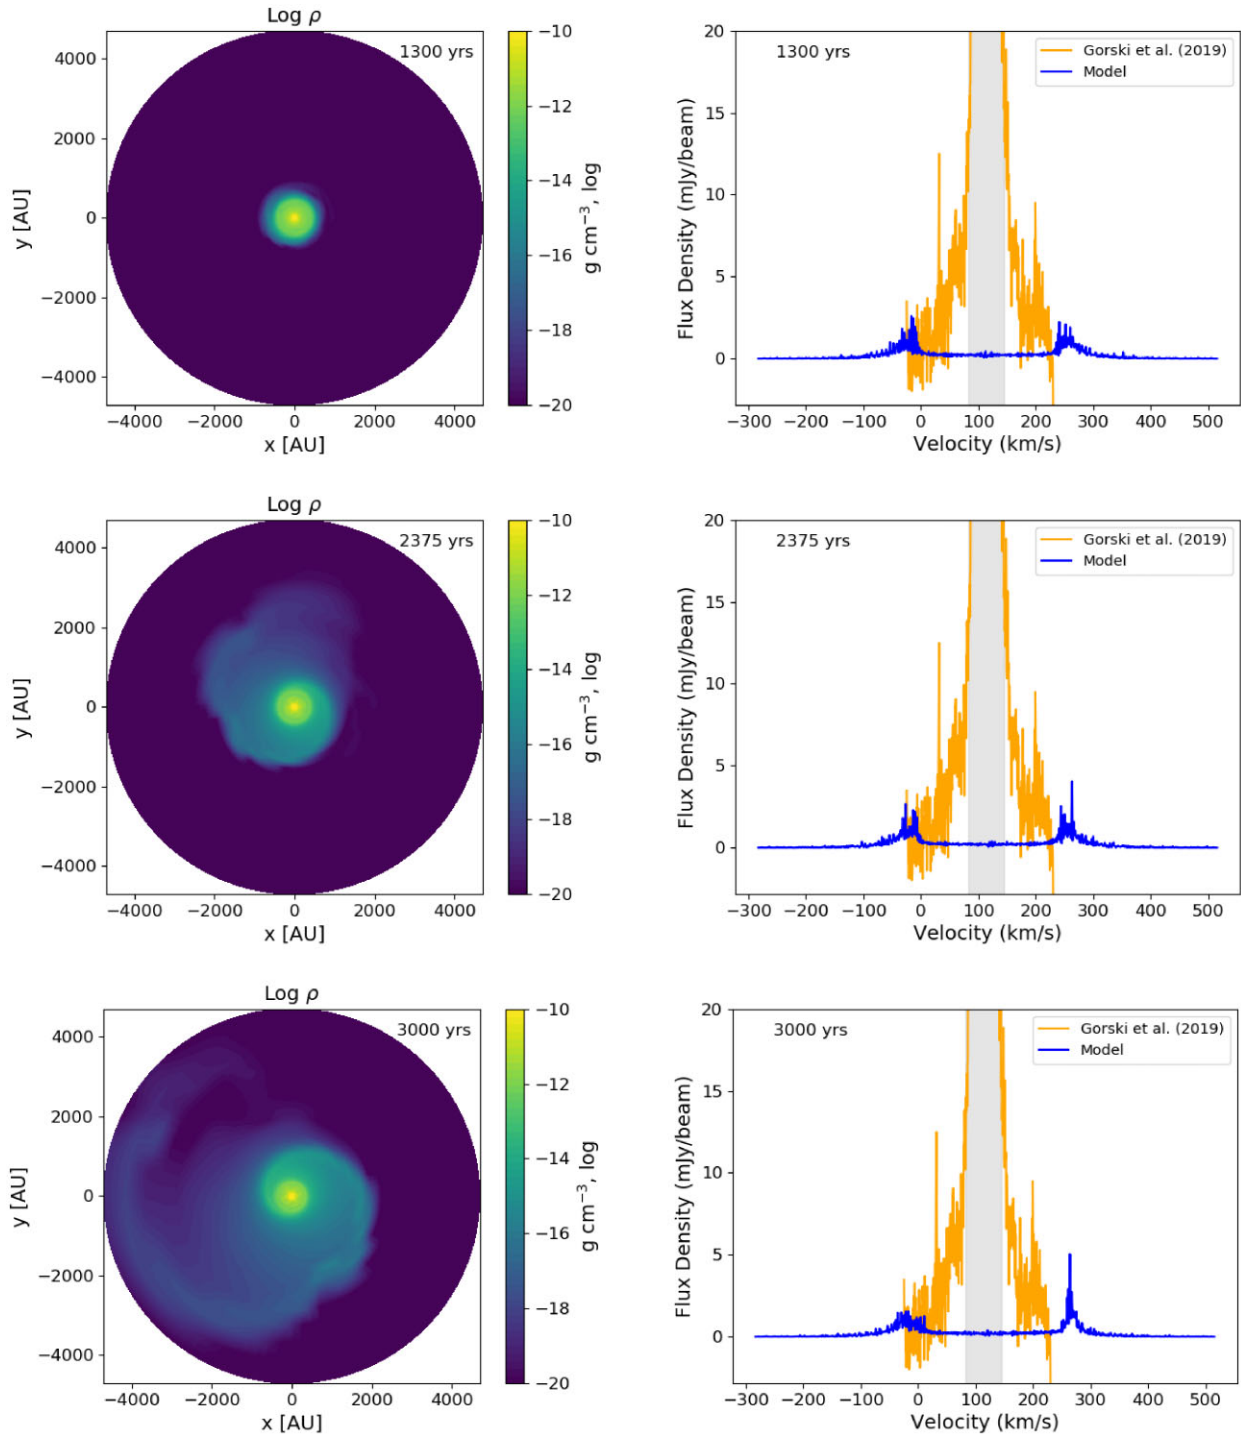 Log ρ
1300 yrs
4000
2000
0
−2000
−4000
y [AU]
−4000 −2000 0 2000 4000
x [AU]
−10
−12
−14
−16
−18
−20
g cm⁻³, log
1300 yrs
Gorski et al. (2019)
Model
20
15
10
5
0
Flux Density (mJy/beam)
−300 −200 −100 0 100 200 300 400 500
Velocity (km/s)
Log ρ
2375 yrs
4000
2000
0
−2000
−4000
y [AU]
−4000 −2000 0 2000 4000
x [AU]
−10
−12
−14
−16
−18
−20
g cm⁻³, log
2375 yrs
Gorski et al. (2019)
Model
20
15
10
5
0
Flux Density (mJy/beam)
−300 −200 −100 0 100 200 300 400 500
Velocity (km/s)
Log ρ
3000 yrs
4000
2000
0
−2000
−4000
y [AU]
−4000 −2000 0 2000 4000
x [AU]
−10
−12
−14
−16
−18
−20
g cm⁻³, log
3000 yrs
Gorski et al. (2019)
Model
20
15
10
5
0
Flux Density (mJy/beam)
−300 −200 −100 0 100 200 300 400 500
Velocity (km/s)